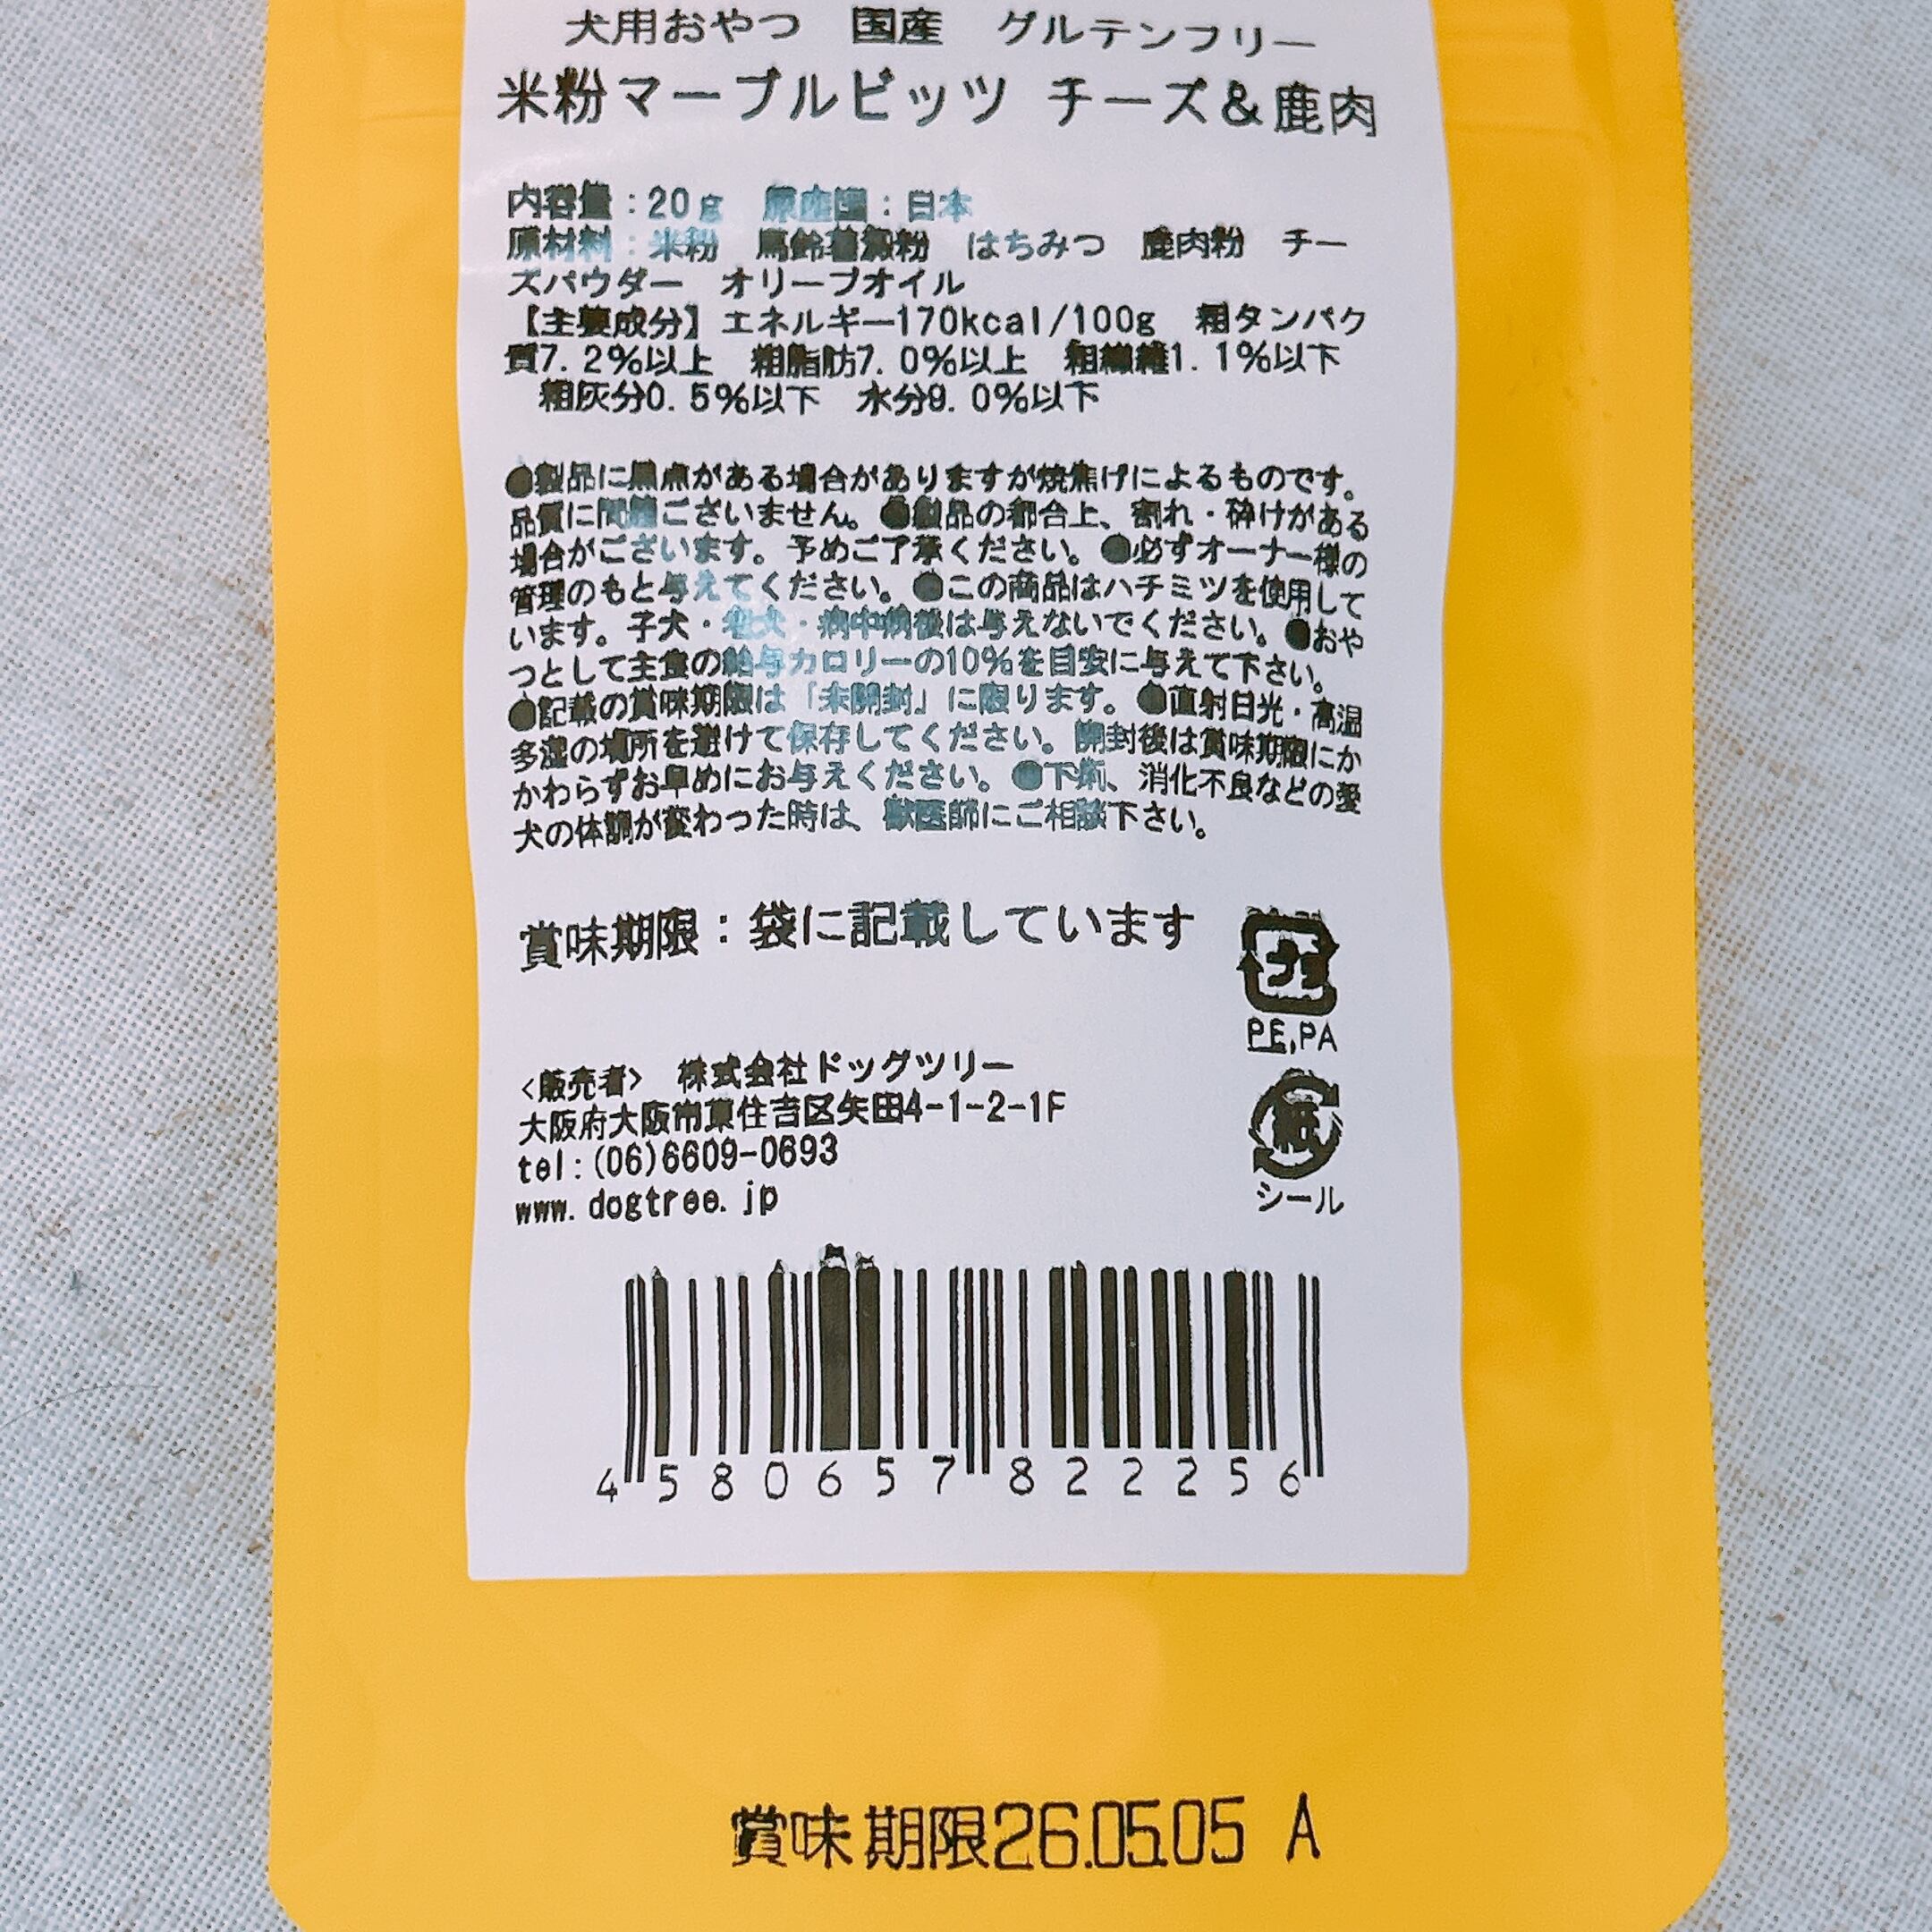 犬用おやつ　国産　グルテンフリー
米粉マーブルビッツ チーズ&鹿肉
内容量：20g　原産国：日本
原材料：米粉　馬鈴薯澱粉　はちみつ　鹿肉粉　チー
ズパウダー　オリーブオイル
【主要成分】エネルギー170kcal/100g　粗タンパク
質7.2%以上　粗脂肪7.0%以上　粗繊維1.1%以下
粗灰分0.5%以下　水分9.0%以下
●製品に黒点がある場合がありますが焼焦げによるものです。
品質に問題ございません。●製品の都合上、割れ・砕けがある
場合がございます。予めご了承ください。●必ずオーナー様の
管理のもと与えてください。●この商品はハチミツを使用して
います。子犬・老犬・病中病後は与えないでください。●おや
つとして主食の給与カロリーの10%を目安に与えて下さい。
●記載の賞味期限は「未開封」に限ります。●直射日光・高温
多湿の場所を避けて保存してください。開封後は賞味期限にか
かわらずお早めにお与えください。●下痢、消化不良などの愛
犬の体調が変わった時は、獣医師にご相談下さい。
賞味期限：袋に記載しています
プラ
PE,PA
<販売者>　株式会社ドッグツリー
大阪府大阪市東住吉区矢田4-1-2-1F
tel:(06)6609-0693
www.dogtree.jp
紙
シール
4 580657 822256
賞味期限26.05.05 A